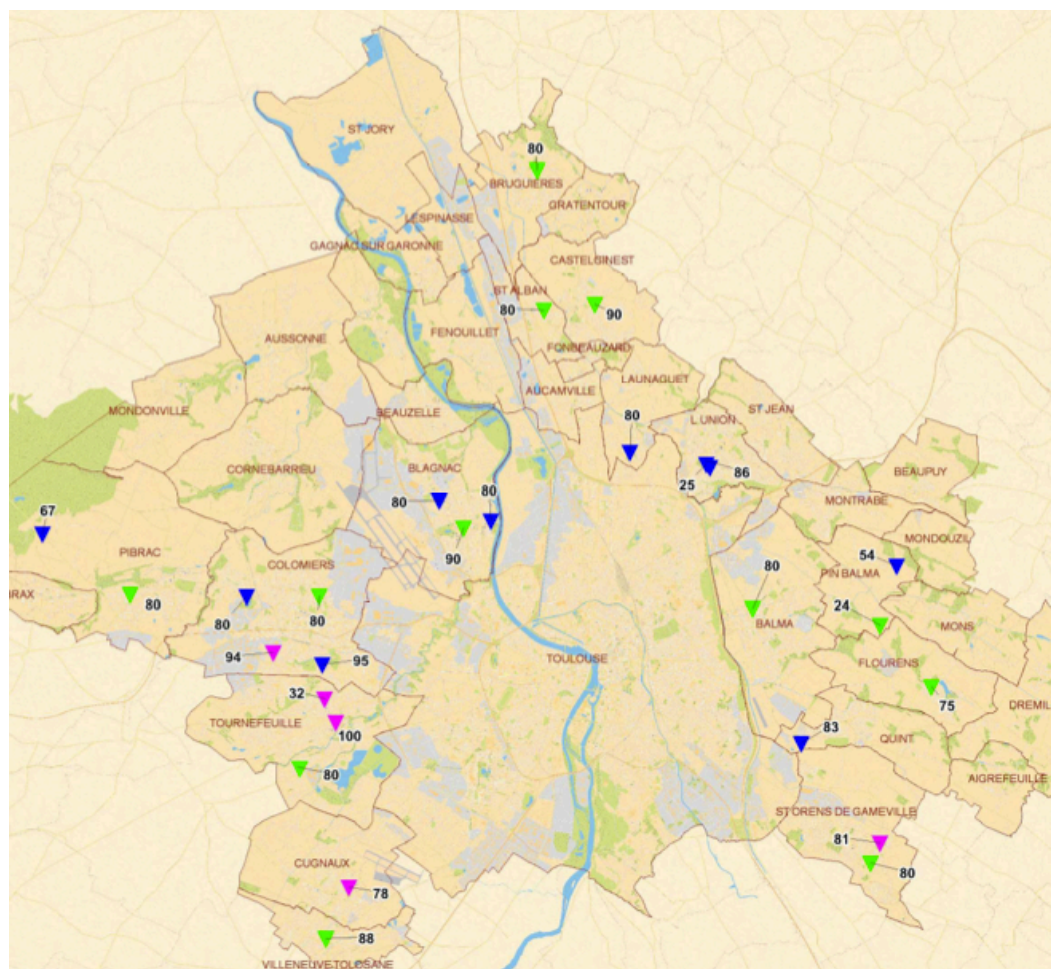 ST JORY
80
BRUGUIERES
GRATENTOUR
LESPINASSE
GAGNAC SUR GARONNE
CASTELGINEST
ST ALBAN
80
90
FENOUILLET
AUSSONNE
FONBEAUZARD
LAUNAGUET
AUCAMVILLE
MONDONVILLE
BEAUZELLE
80
L UNION
ST JEAN
CORNEBARRIEU
BLAGNAC
BEAUPUY
86
25
80
80
MONTRABE
67
MONDOUZIL
PIBRAC
90
COLOMIERS
54
80
PIN BALMA
BRAX
80
80
80
24
BALMA
MONS
94
95
TOULOUSE
FLOURENS
32
75
DREMIL
TOURNEFEUILLE
100
83
QUINT
80
AIGREFEUILLE
ST ORENS DE GAMEVILLE
81
CUGNAUX
80
78
88
VILLENEUVE TOLOSANE